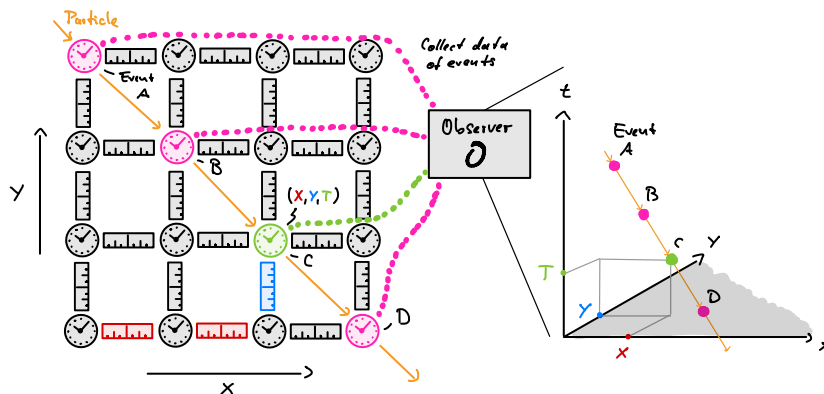 Particle
Event
A
B
(X,Y,T)
C
D
Y
X
Collect data
of events
Observer
O
t
Event
A
B
C
Y
D
T
Y
X
x